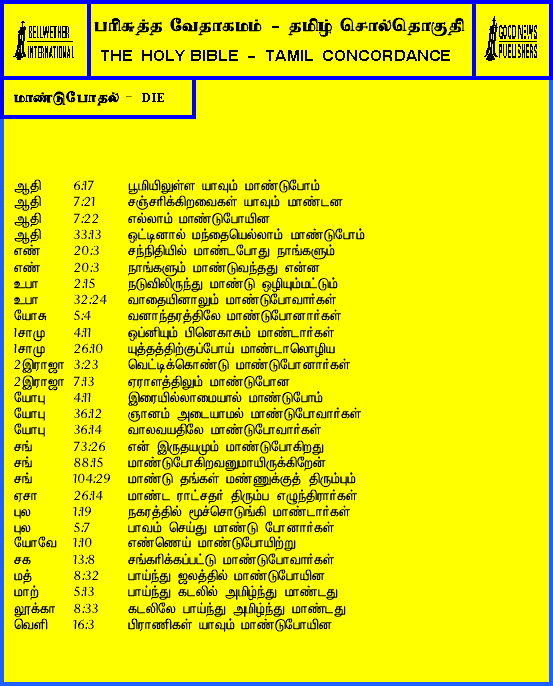 BELLWETHER INTERNATIONAL
பரிசுத்த வேதாகமம் - தமிழ் சொல்தொகுதி
THE HOLY BIBLE - TAMIL CONCORDANCE
GOOD NEWS PUBLISHERS
மாண்டுபோதல் - DIE
ஆதி 6:17 பூமியிலுள்ள யாவும் மாண்டுபோம்
ஆதி 7:21 சஞ்சரிக்கிறவைகள் யாவும் மாண்டன
ஆதி 7:22 எல்லாம் மாண்டுபோயின
ஆதி 33:13 ஓட்டினால் மந்தையெல்லாம் மாண்டுபோம்
எண் 20:3 சந்நிதியில் மாண்டபோது நாங்களும்
எண் 20:3 நாங்களும் மாண்டுவந்தது என்ன
உபா 2:15 நடுவிலிருந்து மாண்டு ஒழியும்மட்டும்
உபா 32:24 வாதையினாலும் மாண்டுபோவார்கள்
யோசு 5:4 வனாந்தரத்திலே மாண்டுபோனார்கள்
1சாமு 4:11 ஒப்னியும் பினெகாசும் மாண்டார்கள்
1சாமு 26:10 யுத்தத்திற்குப்போய் மாண்டாலொழிய
2இராஜா 3:23 வெட்டிக்கொண்டு மாண்டுபோனார்கள்
2இராஜா 7:13 ஏராளத்திலும் மாண்டுபோன
யோபு 4:11 இரையில்லாமையால் மாண்டுபோம்
யோபு 36:12 ஞானம் அடையாமல் மாண்டுபோவார்கள்
யோபு 36:14 வாலவயதிலே மாண்டுபோவார்கள்
சங் 73:26 என் இருதயமும் மாண்டுபோகிறது
சங் 88:15 மாண்டுபோகிறவனுமாயிருக்கிறேன்
சங் 104:29 மாண்டு தங்கள் மண்ணுக்குத் திரும்பும்
ஏசா 26:14 மாண்ட ராட்சதர் திரும்ப எழுந்திரார்கள்
புல 1:19 நகரத்தில் மூச்சொடுங்கி மாண்டார்கள்
புல 5:7 பாவம் செய்து மாண்டு போனார்கள்
யோவே 1:10 எண்ணெய் மாண்டுபோயிற்று
சக 13:8 சங்கரிக்கப்பட்டு மாண்டுபோவார்கள்
மத் 8:32 பாய்ந்து ஜலத்தில் மாண்டுபோயின
மாற் 5:13 பாய்ந்து கடலில் அமிழ்ந்து மாண்டது
லூக்கா 8:33 கடலிலே பாய்ந்து அமிழ்ந்து மாண்டது
வெளி 16:3 பிராணிகள் யாவும் மாண்டுபோயின